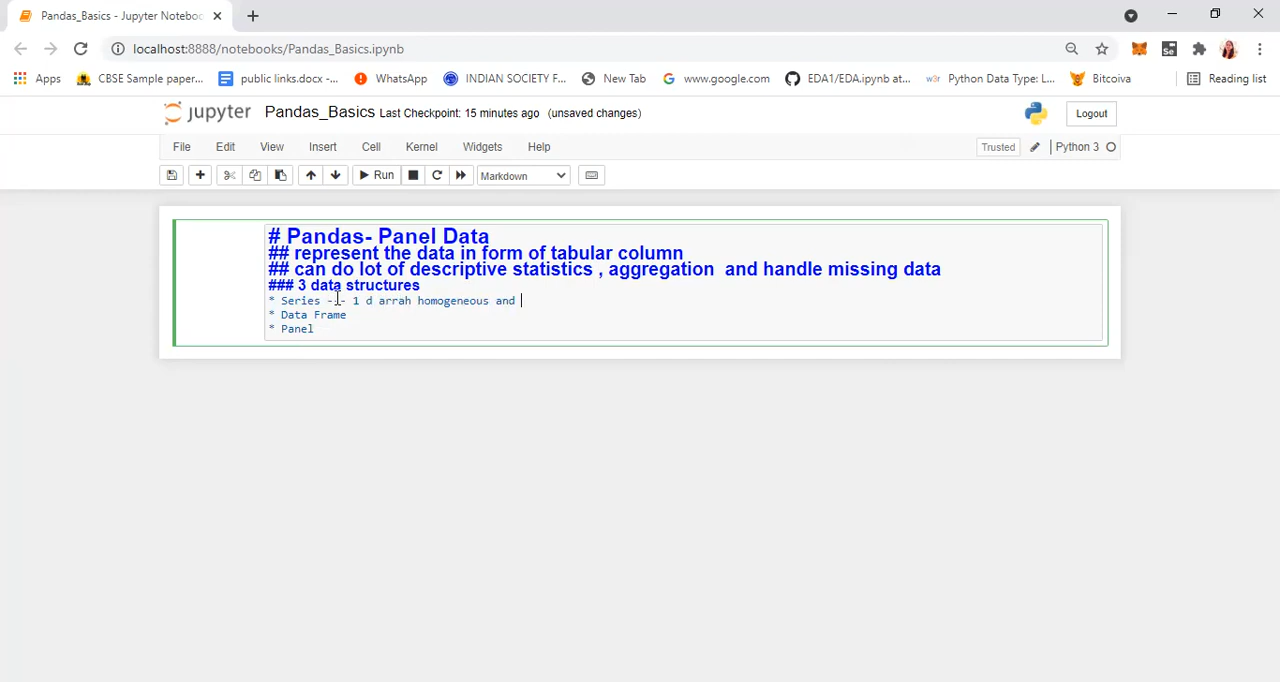 Pandas_Basics - Jupyter Noteboo
localhost:8888/notebooks/Pandas_Basics.ipynb
Apps CBSE Sample paper... public links.docx -... WhatsApp INDIAN SOCIETY F... New Tab www.google.com EDA1/EDA.ipynb at... w3r Python Data Type: L... Bitcoiva Reading list
jupyter Pandas_Basics Last Checkpoint: 15 minutes ago (unsaved changes) Logout
File Edit View Insert Cell Kernel Widgets Help Trusted Python 3
Run Markdown
# Pandas- Panel Data
## represent the data in form of tabular column
## can do lot of descriptive statistics , aggregation  and handle missing data
### 3 data structures
* Series --- 1 d arrah homogeneous and
* Data Frame
* Panel